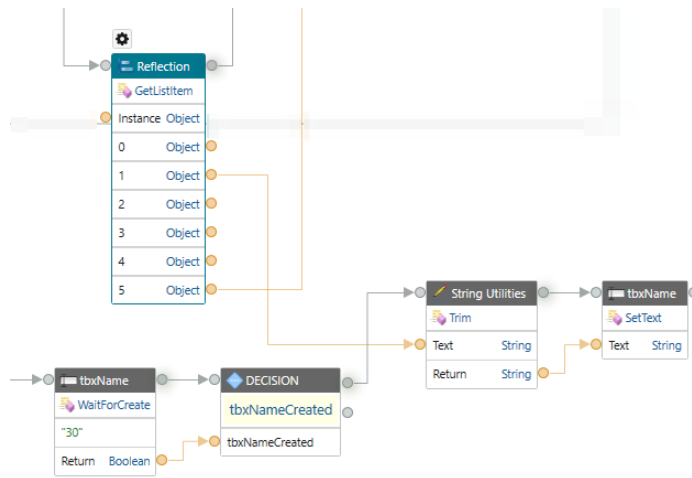 Reflection
GetListItem
Instance Object
0 Object
1 Object
2 Object
3 Object
4 Object
5 Object
String Utilities
Trim
Text String
Return String
tbxName
SetText
Text String
tbxName
WaitForCreate
"30"
Return Boolean
DECISION
tbxNameCreated
tbxNameCreated